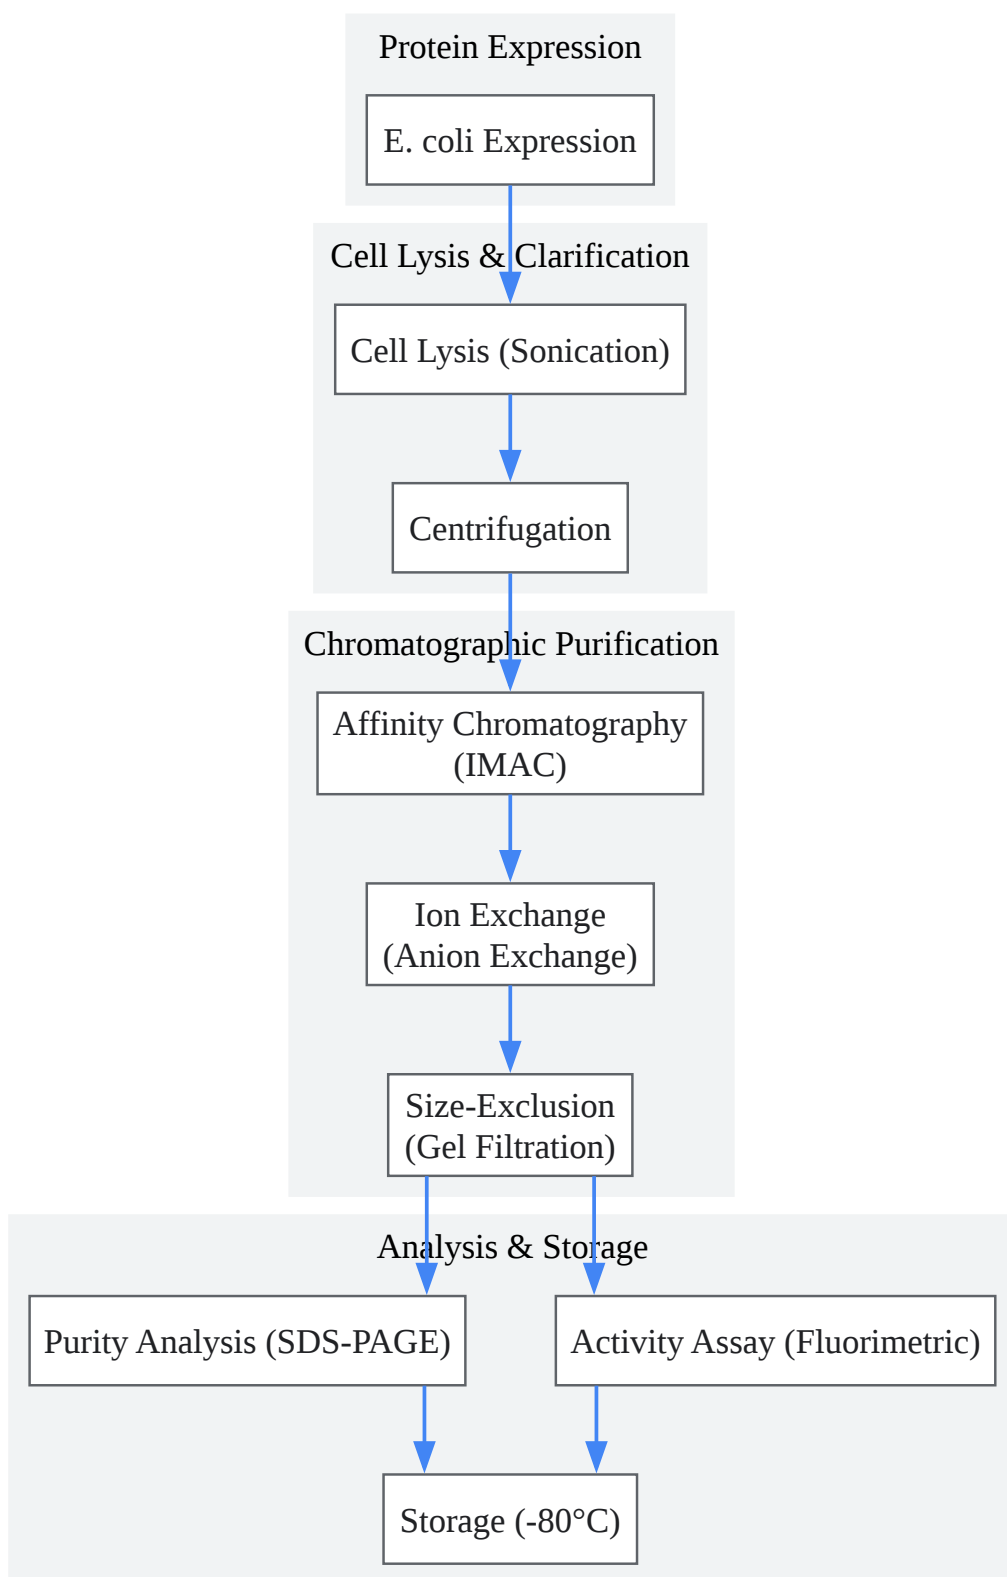 Protein Expression
E. coli Expression
Cell Lysis & Clarification
Cell Lysis (Sonication)
Centrifugation
Chromatographic Purification
Affinity Chromatography
(IMAC)
Ion Exchange
(Anion Exchange)
Size-Exclusion
(Gel Filtration)
Analysis & Storage
Purity Analysis (SDS-PAGE)
Activity Assay (Fluorimetric)
Storage (-80°C)